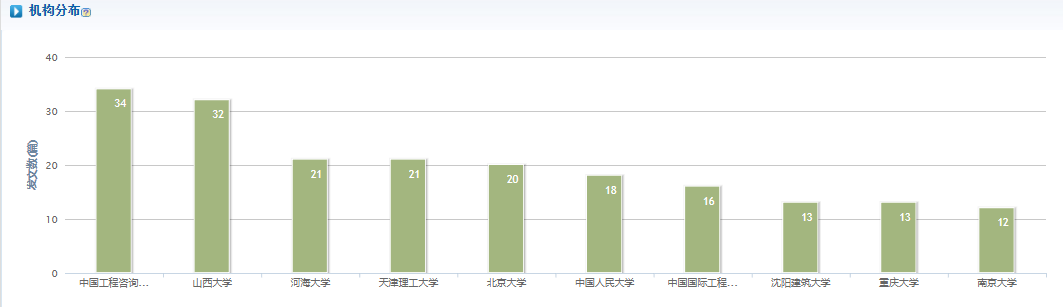 机构分布
40
30
20
10
0
发文数(篇)
34
32
21
21
20
18
16
13
13
12
中国工程咨询...
山西大学
河海大学
天津理工大学
北京大学
中国人民大学
中国国际工程...
沈阳建筑大学
重庆大学
南京大学